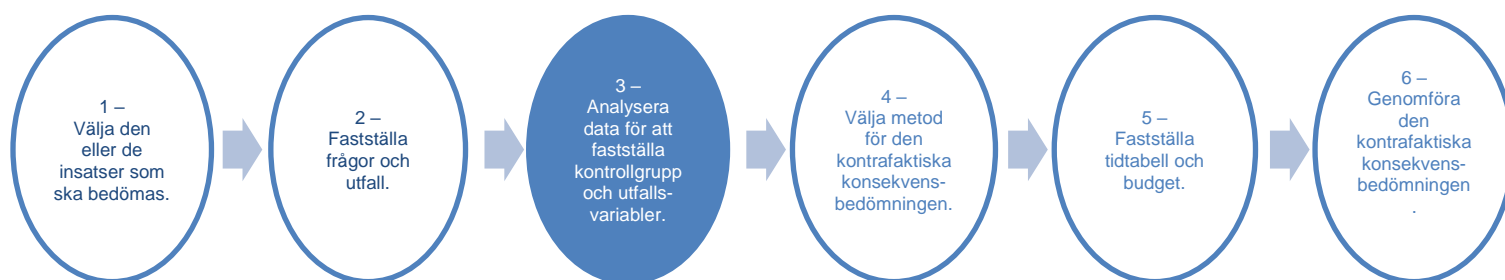 1 –
Välja den
eller de
insatser som
ska bedömas.
2 –
Fastställa
frågor och
utfall.
3 –
Analysera
data för att
fastställa
kontrollgrupp
och utfalls-
variabler.
4 –
Välja metod
för den
kontrafaktiska
konsekvens-
bedömningen.
5 –
Fastställa
tidtabell och
budget.
6 –
Genomföra
den
kontrafaktiska
konsekvens-
bedömningen
.